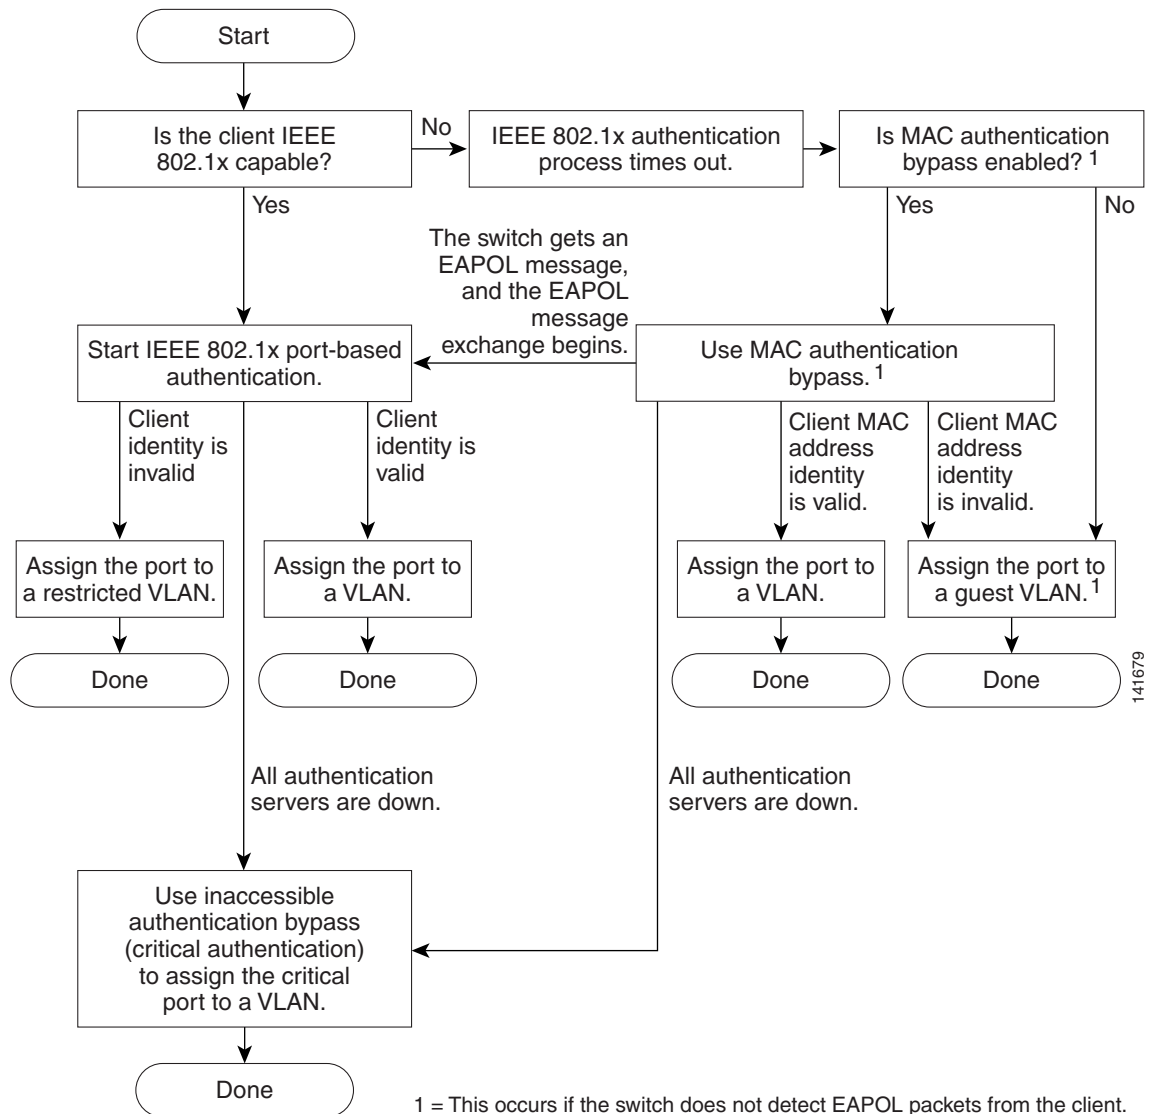 Start
Is the client IEEE
802.1x capable?
No
IEEE 802.1x authentication
process times out.
Is MAC authentication
bypass enabled? 1
Yes
Yes
No
The switch gets an
EAPOL message,
and the EAPOL
message
exchange begins.
Start IEEE 802.1x port-based
authentication.
Use MAC authentication
bypass. 1
Client
identity is
invalid
Client
identity is
valid
Client MAC
address
identity
is valid.
Client MAC
address
identity
is invalid.
Assign the port to
a restricted VLAN.
Assign the port to
a VLAN.
Assign the port to
a VLAN.
Assign the port to
a guest VLAN. 1
Done
Done
Done
Done
141679
All authentication
servers are down.
All authentication
servers are down.
Use inaccessible
authentication bypass
(critical authentication)
to assign the critical
port to a VLAN.
Done
1 = This occurs if the switch does not detect EAPOL packets from the client.